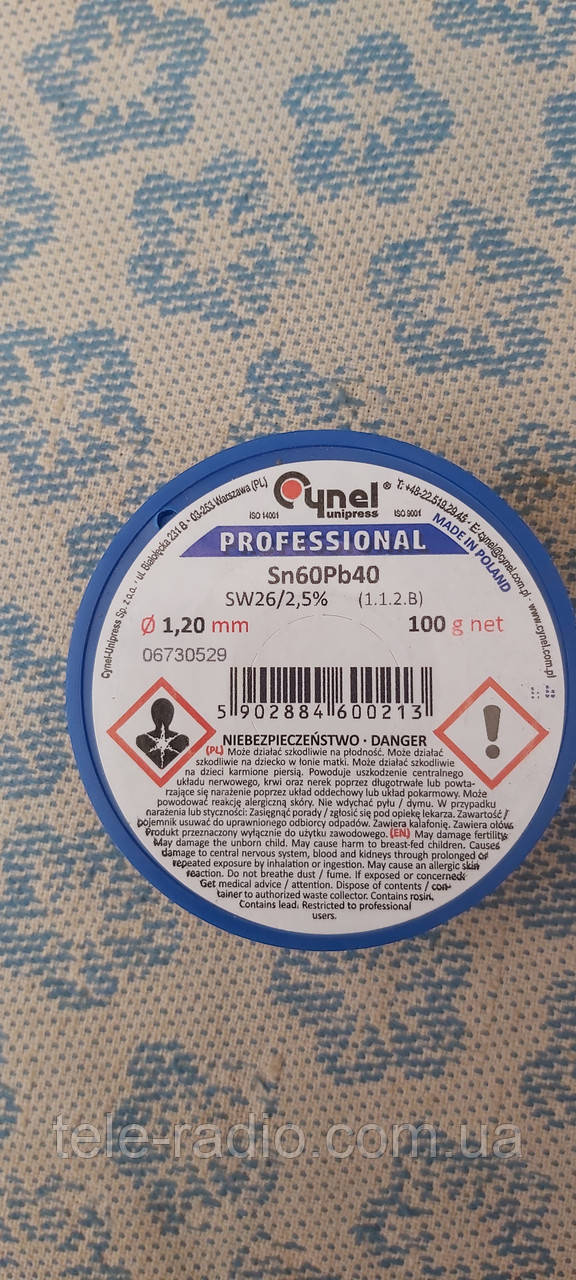 Cynel-Unipress Sp. z o.o. • ul. Białołęcka 231 B • 03-253 Warszawa (PL)
Cynel®
unipress
ISO 14001
ISO 9001
T: +48-22.519.29.45 • E: cynel@cynel.com.pl • www.cynel.com.pl
PROFESSIONAL
MADE IN POLAND
Sn60Pb40
SW26/2,5% (1.1.2.B)
Ø 1,20 mm 100 g net
06730529
5 902884 600213
NIEBEZPIECZEŃSTWO · DANGER
(PL) Może działać szkodliwie na płodność. Może działać
szkodliwie na dziecko w łonie matki. Może działać szkodliwie
na dzieci karmione piersią. Powoduje uszkodzenie centralnego
układu nerwowego, krwi oraz nerek poprzez długotrwałe lub powta-
rzające się narażenie poprzez układ oddechowy lub układ pokarmowy. Może
powodować reakcję alergiczną skóry. Nie wdychać pyłu / dymu. W przypadku
narażenia lub styczności: Zasięgnąć porady / zgłosić się pod opiekę lekarza. Zawartość /
pojemnik usuwać do uprawnionego odbiorcy odpadów. Zawiera kalafonię. Zawiera ołów.
Produkt przeznaczony wyłącznie do użytku zawodowego. (EN) May damage fertility.
May damage the unborn child. May cause harm to breast-fed children. Causes
damage to central nervous system, blood and kidneys through prolonged or
repeated exposure by inhalation or ingestion. May cause an allergic skin
reaction. Do not breathe dust / fume. If exposed or concerned:
Get medical advice / attention. Dispose of contents / con-
tainer to authorized waste collector. Contains rosin.
Contains lead. Restricted to professional
users.
tele-radio.com.ua